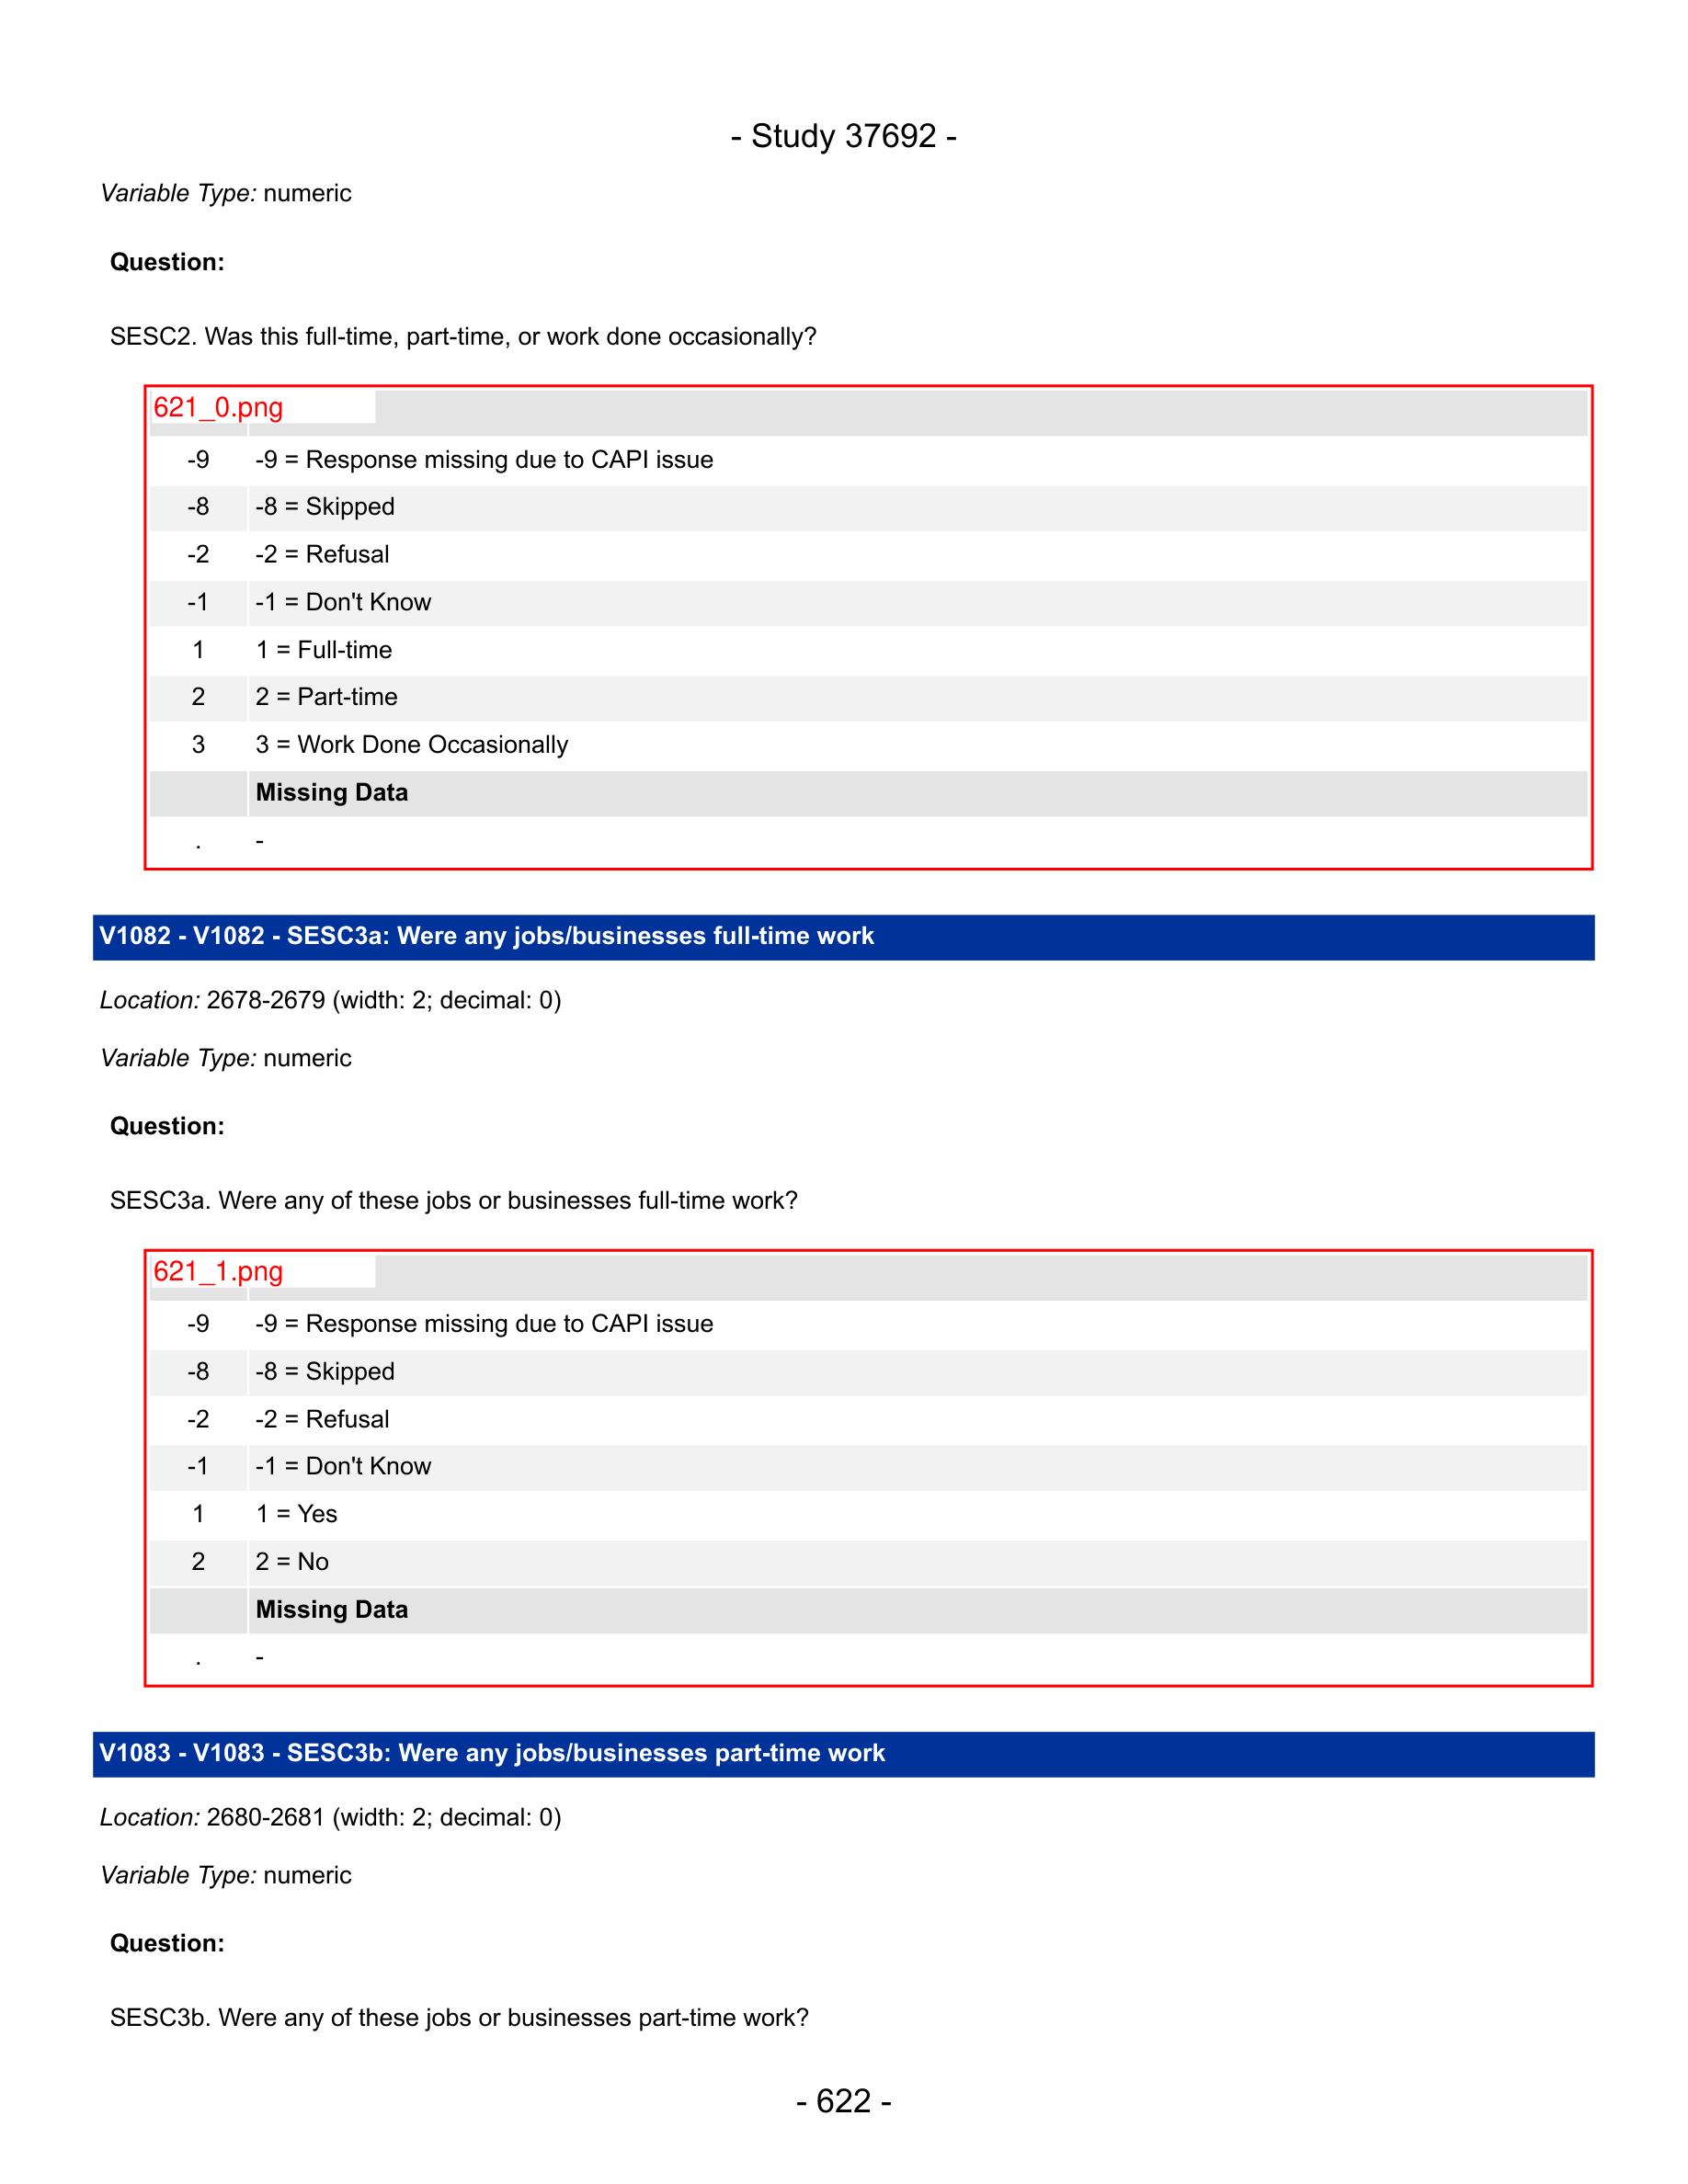 - Study 37692 -
Variable Type: numeric
Question:
SESC2. Was this full-time, part-time, or work done occasionally?
621_0.png
-9 -9 = Response missing due to CAPI issue
-8 -8 = Skipped
-2 -2 = Refusal
-1 -1 = Don't Know
1 1 = Full-time
2 2 = Part-time
3 3 = Work Done Occasionally
Missing Data
. -
V1082 - V1082 - SESC3a: Were any jobs/businesses full-time work
Location: 2678-2679 (width: 2; decimal: 0)
Variable Type: numeric
Question:
SESC3a. Were any of these jobs or businesses full-time work?
621_1.png
-9 -9 = Response missing due to CAPI issue
-8 -8 = Skipped
-2 -2 = Refusal
-1 -1 = Don't Know
1 1 = Yes
2 2 = No
Missing Data
. -
V1083 - V1083 - SESC3b: Were any jobs/businesses part-time work
Location: 2680-2681 (width: 2; decimal: 0)
Variable Type: numeric
Question:
SESC3b. Were any of these jobs or businesses part-time work?
- 622 -